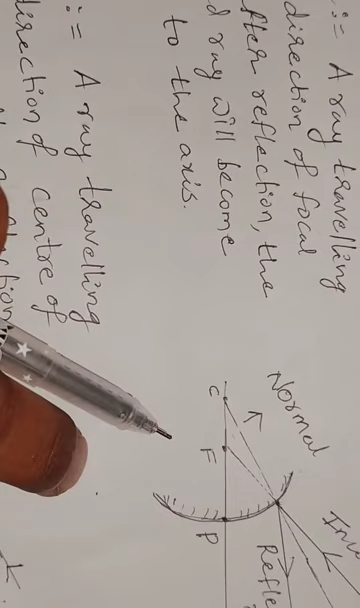 := A ray travelling
direction of focal
after reflection, the
ray will become
to the axis.
:= A ray travelling
direction of centre of
Normal
C
F
P